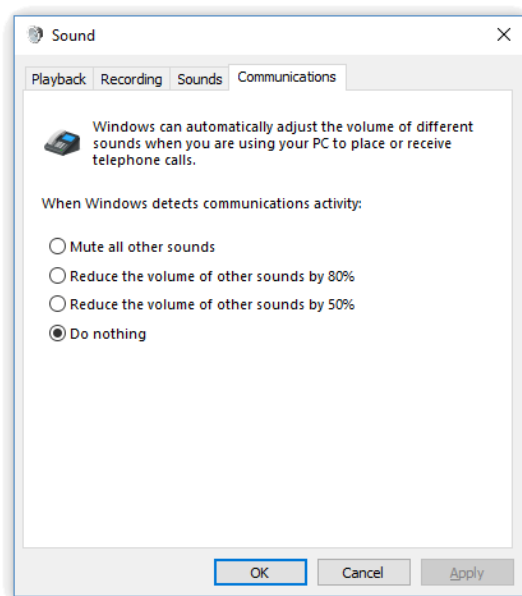 Sound
Playback Recording Sounds Communications
Windows can automatically adjust the volume of different
sounds when you are using your PC to place or receive
telephone calls.
When Windows detects communications activity:
Mute all other sounds
Reduce the volume of other sounds by 80%
Reduce the volume of other sounds by 50%
Do nothing
OK Cancel Apply